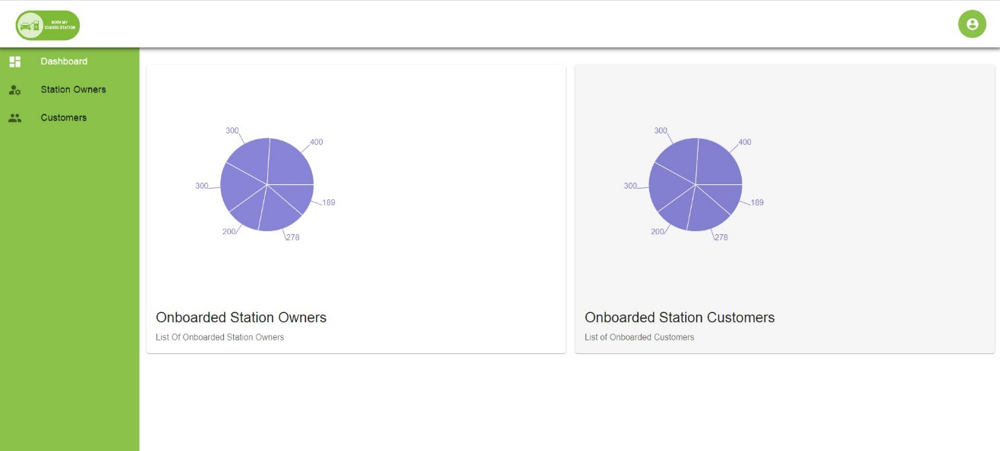 BOOK MY
CHARGE STATION
Dashboard
Station Owners
Customers
300
400
300
189
200
278
Onboarded Station Owners
List Of Onboarded Station Owners
300
400
300
189
200
278
Onboarded Station Customers
List of Onboarded Customers